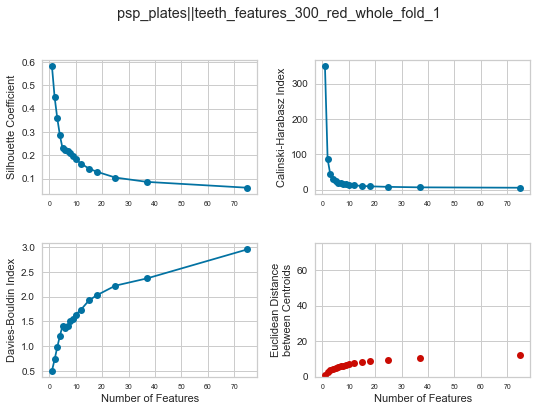 psp_plates||teeth_features_300_red_whole_fold_1
Silhouette Coefficient
0.6
0.5
0.4
0.3
0.2
0.1
0 10 20 30 40 50 60 70
Calinski-Harabasz Index
300
200
100
0
0 10 20 30 40 50 60 70
Davies-Bouldin Index
3.0
2.5
2.0
1.5
1.0
0.5
0 10 20 30 40 50 60 70
Number of Features
Euclidean Distance
between Centroids
60
40
20
0
0 10 20 30 40 50 60 70
Number of Features